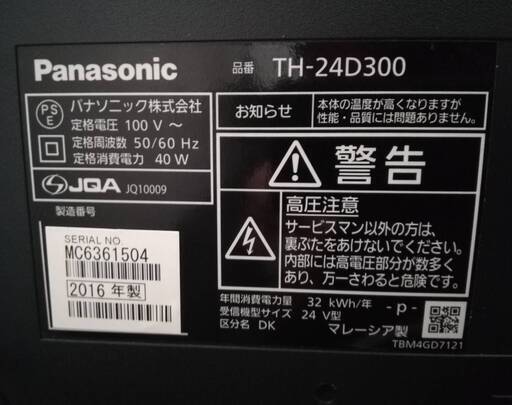 Panasonic
品番 TH-24D300
PS
E
パナソニック株式会社
定格電圧 100 V ～
定格周波数 50/60 Hz
定格消費電力 40 W
お知らせ
本体の温度が高くなりますが
性能・品質には問題ありません。
JQA JQ10009
警告
高圧注意
サービスマン以外の方は、
裏ぶたをあけないでください。
内部には高電圧部分が数多く
あり、万一さわると危険です。
製造番号
SERIAL NO.
MC6361504
2016 年製
年間消費電力量 32 kWh/年
受信機型サイズ 24 V型
区分名 DK
-p-
マレーシア製
TBM4GD7121